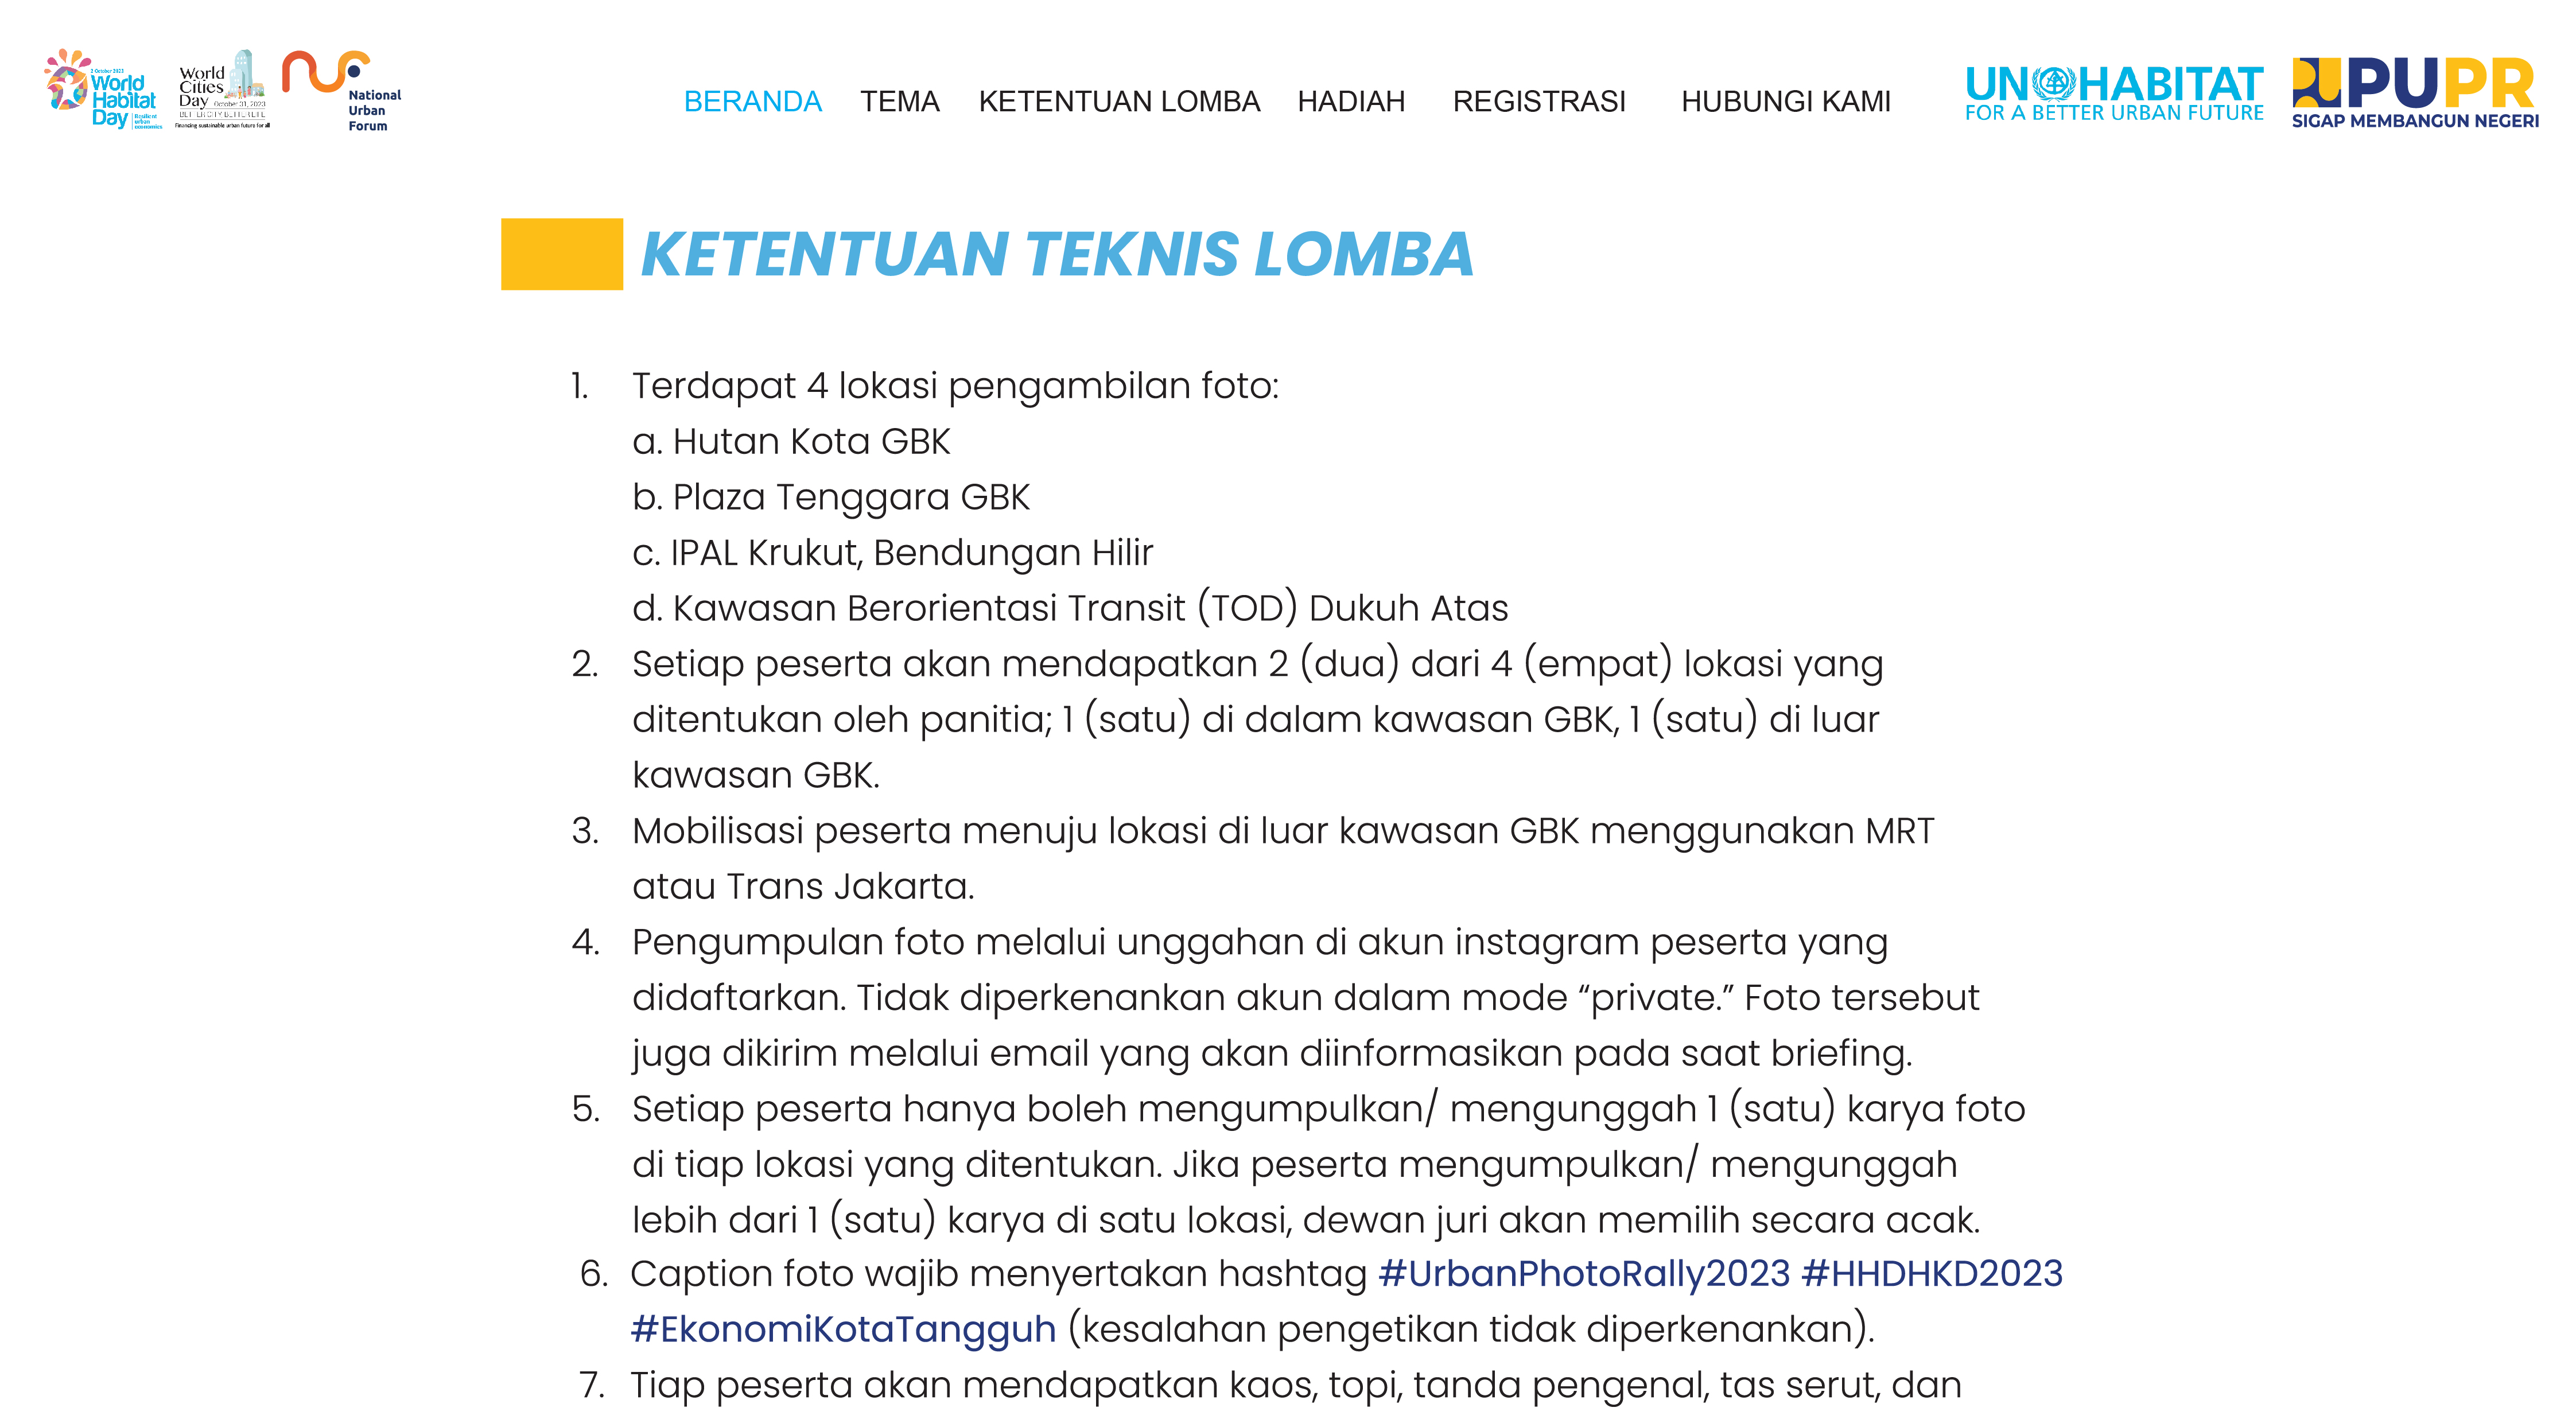 2 October 2023
World
Habitat
Day
Resilient
urban
economies
World
Cities
Day
October 31, 2023
BETTER CITY, BETTER LIFE
Financing sustainable urban future for all
National
Urban
Forum
BERANDA TEMA KETENTUAN LOMBA HADIAH REGISTRASI HUBUNGI KAMI
UN HABITAT
FOR A BETTER URBAN FUTURE
PUPR
SIGAP MEMBANGUN NEGERI
KETENTUAN TEKNIS LOMBA
1. Terdapat 4 lokasi pengambilan foto:
a. Hutan Kota GBK
b. Plaza Tenggara GBK
c. IPAL Krukut, Bendungan Hilir
d. Kawasan Berorientasi Transit (TOD) Dukuh Atas
2. Setiap peserta akan mendapatkan 2 (dua) dari 4 (empat) lokasi yang
ditentukan oleh panitia; 1 (satu) di dalam kawasan GBK, 1 (satu) di luar
kawasan GBK.
3. Mobilisasi peserta menuju lokasi di luar kawasan GBK menggunakan MRT
atau Trans Jakarta.
4. Pengumpulan foto melalui unggahan di akun instagram peserta yang
didaftarkan. Tidak diperkenankan akun dalam mode “private.” Foto tersebut
juga dikirim melalui email yang akan diinformasikan pada saat briefing.
5. Setiap peserta hanya boleh mengumpulkan/ mengunggah 1 (satu) karya foto
di tiap lokasi yang ditentukan. Jika peserta mengumpulkan/ mengunggah
lebih dari 1 (satu) karya di satu lokasi, dewan juri akan memilih secara acak.
6. Caption foto wajib menyertakan hashtag #UrbanPhotoRally2023 #HHDHKD2023
#EkonomiKotaTangguh (kesalahan pengetikan tidak diperkenankan).
7. Tiap peserta akan mendapatkan kaos, topi, tanda pengenal, tas serut, dan